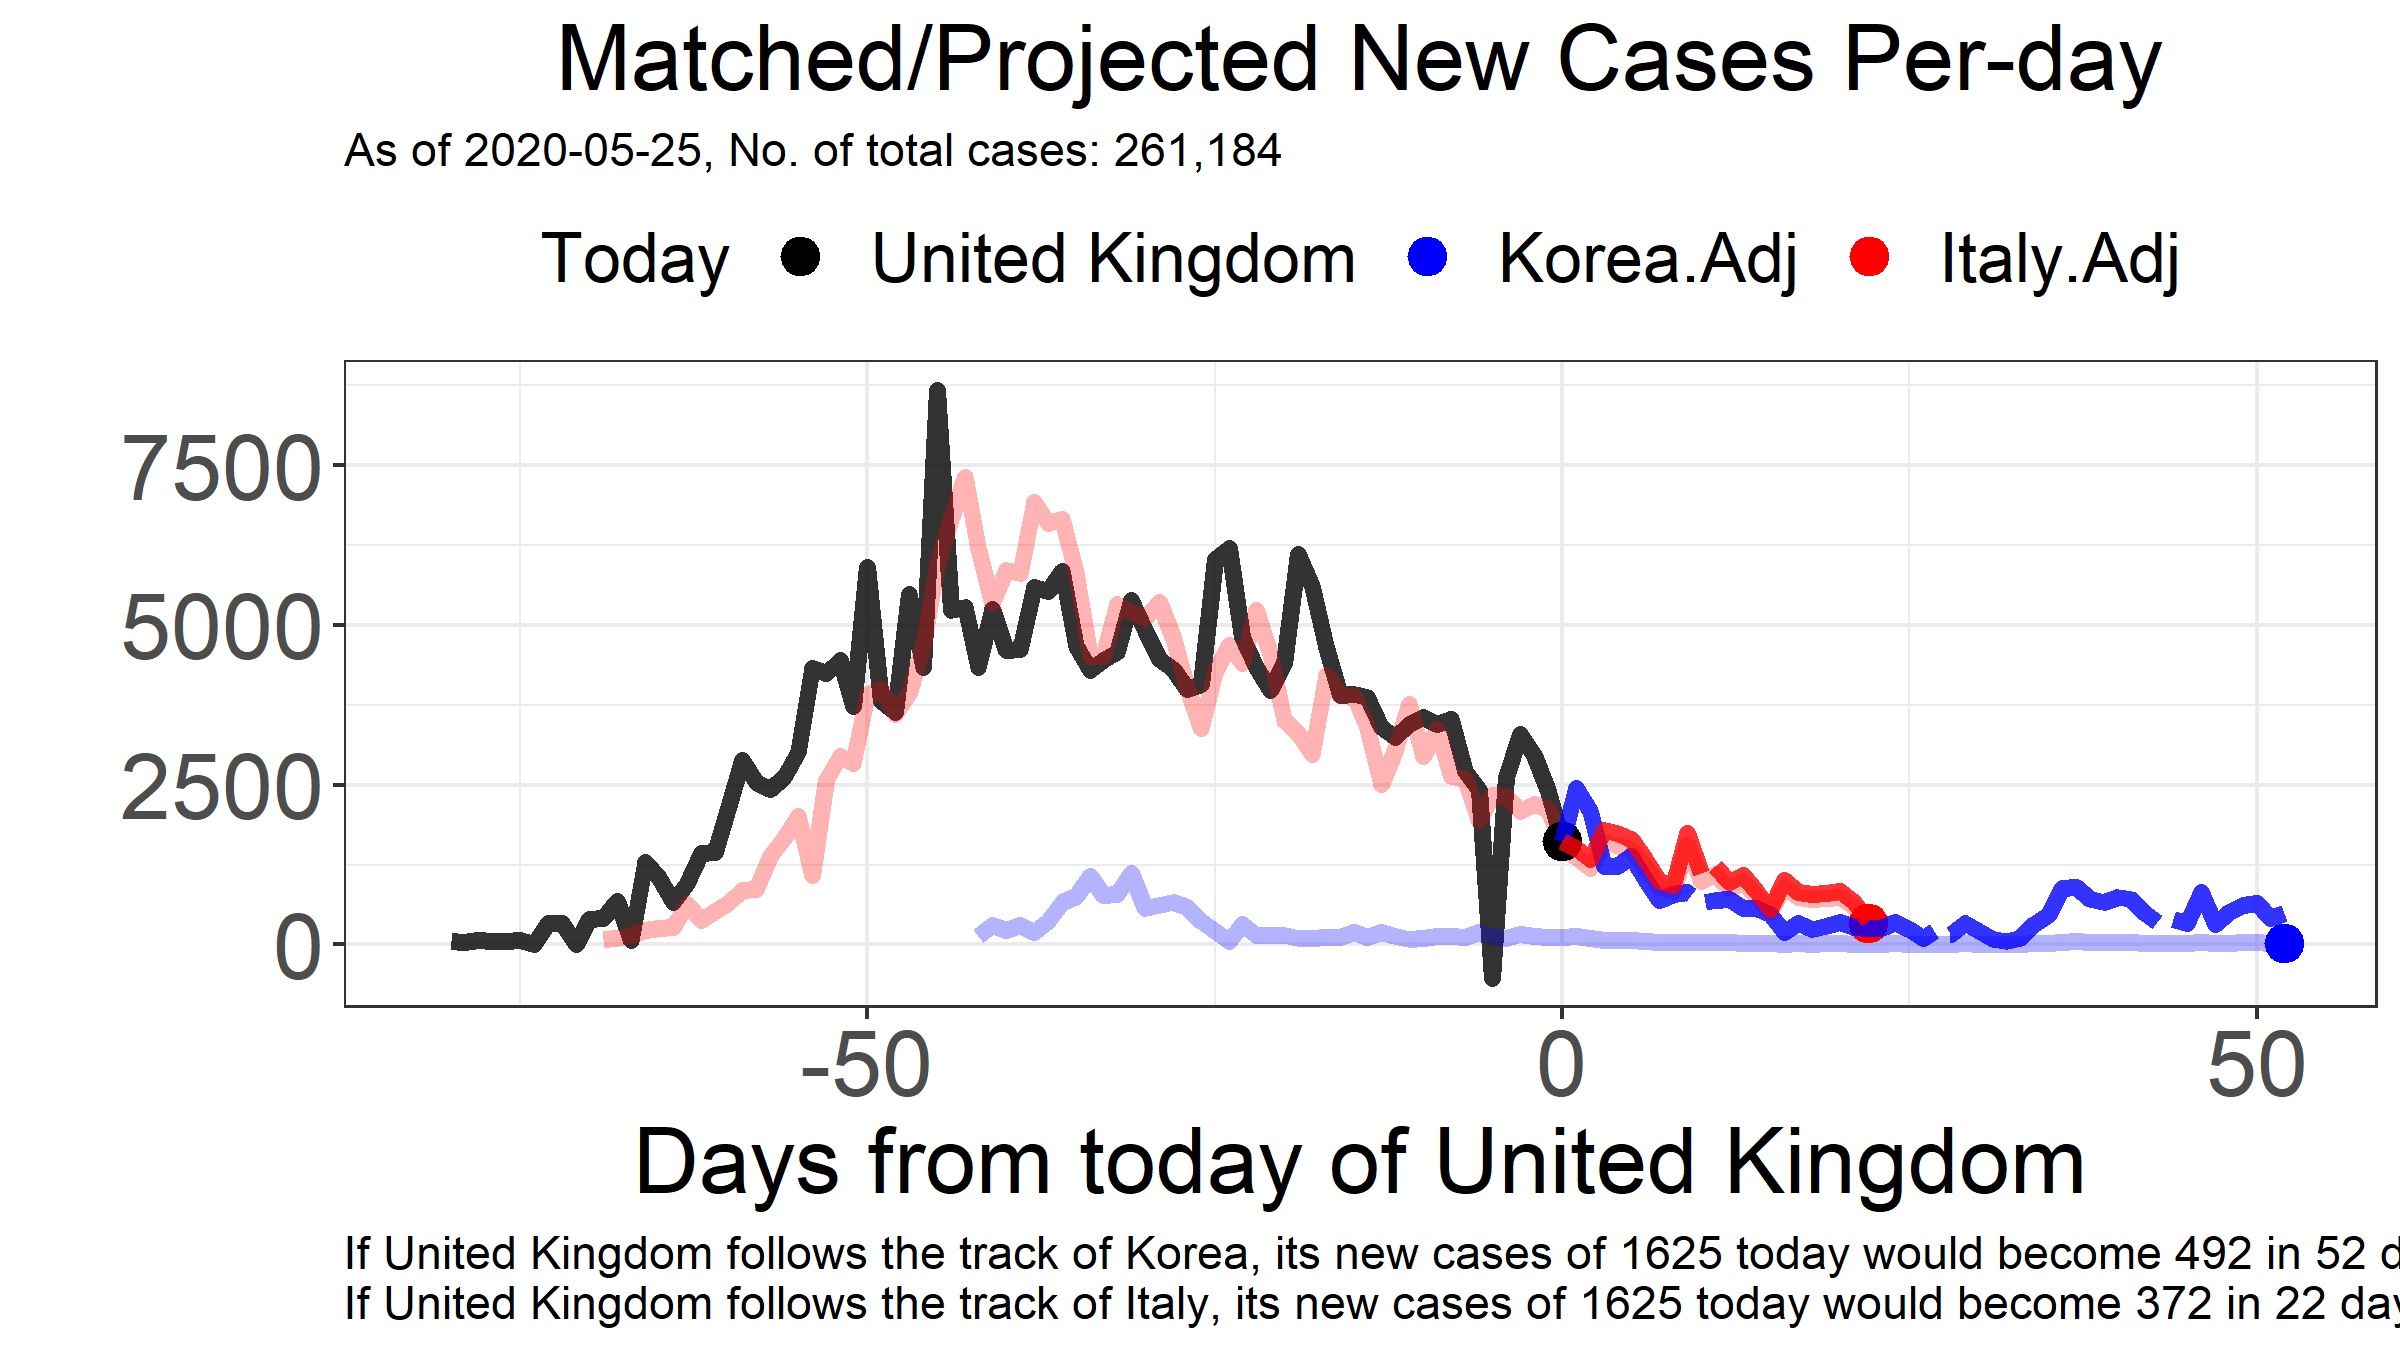 Matched/Projected New Cases Per-day
As of 2020-05-25, No. of total cases: 261,184
Today United Kingdom Korea.Adj Italy.Adj
7500
5000
2500
0
-50 0 50
Days from today of United Kingdom
If United Kingdom follows the track of Korea, its new cases of 1625 today would become 492 in 52 d
If United Kingdom follows the track of Italy, its new cases of 1625 today would become 372 in 22 day